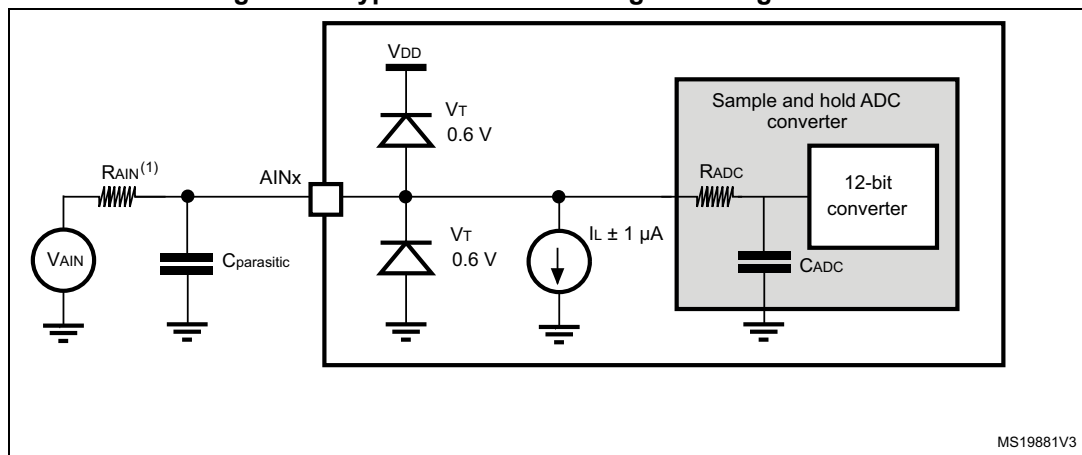 VDD
Sample and hold ADC
converter
VT
0.6 V
RAIN(1)
AINx
RADC
12-bit
converter
VT
0.6 V
IL ± 1 µA
VAIN
Cparasitic
CADC
MS19881V3